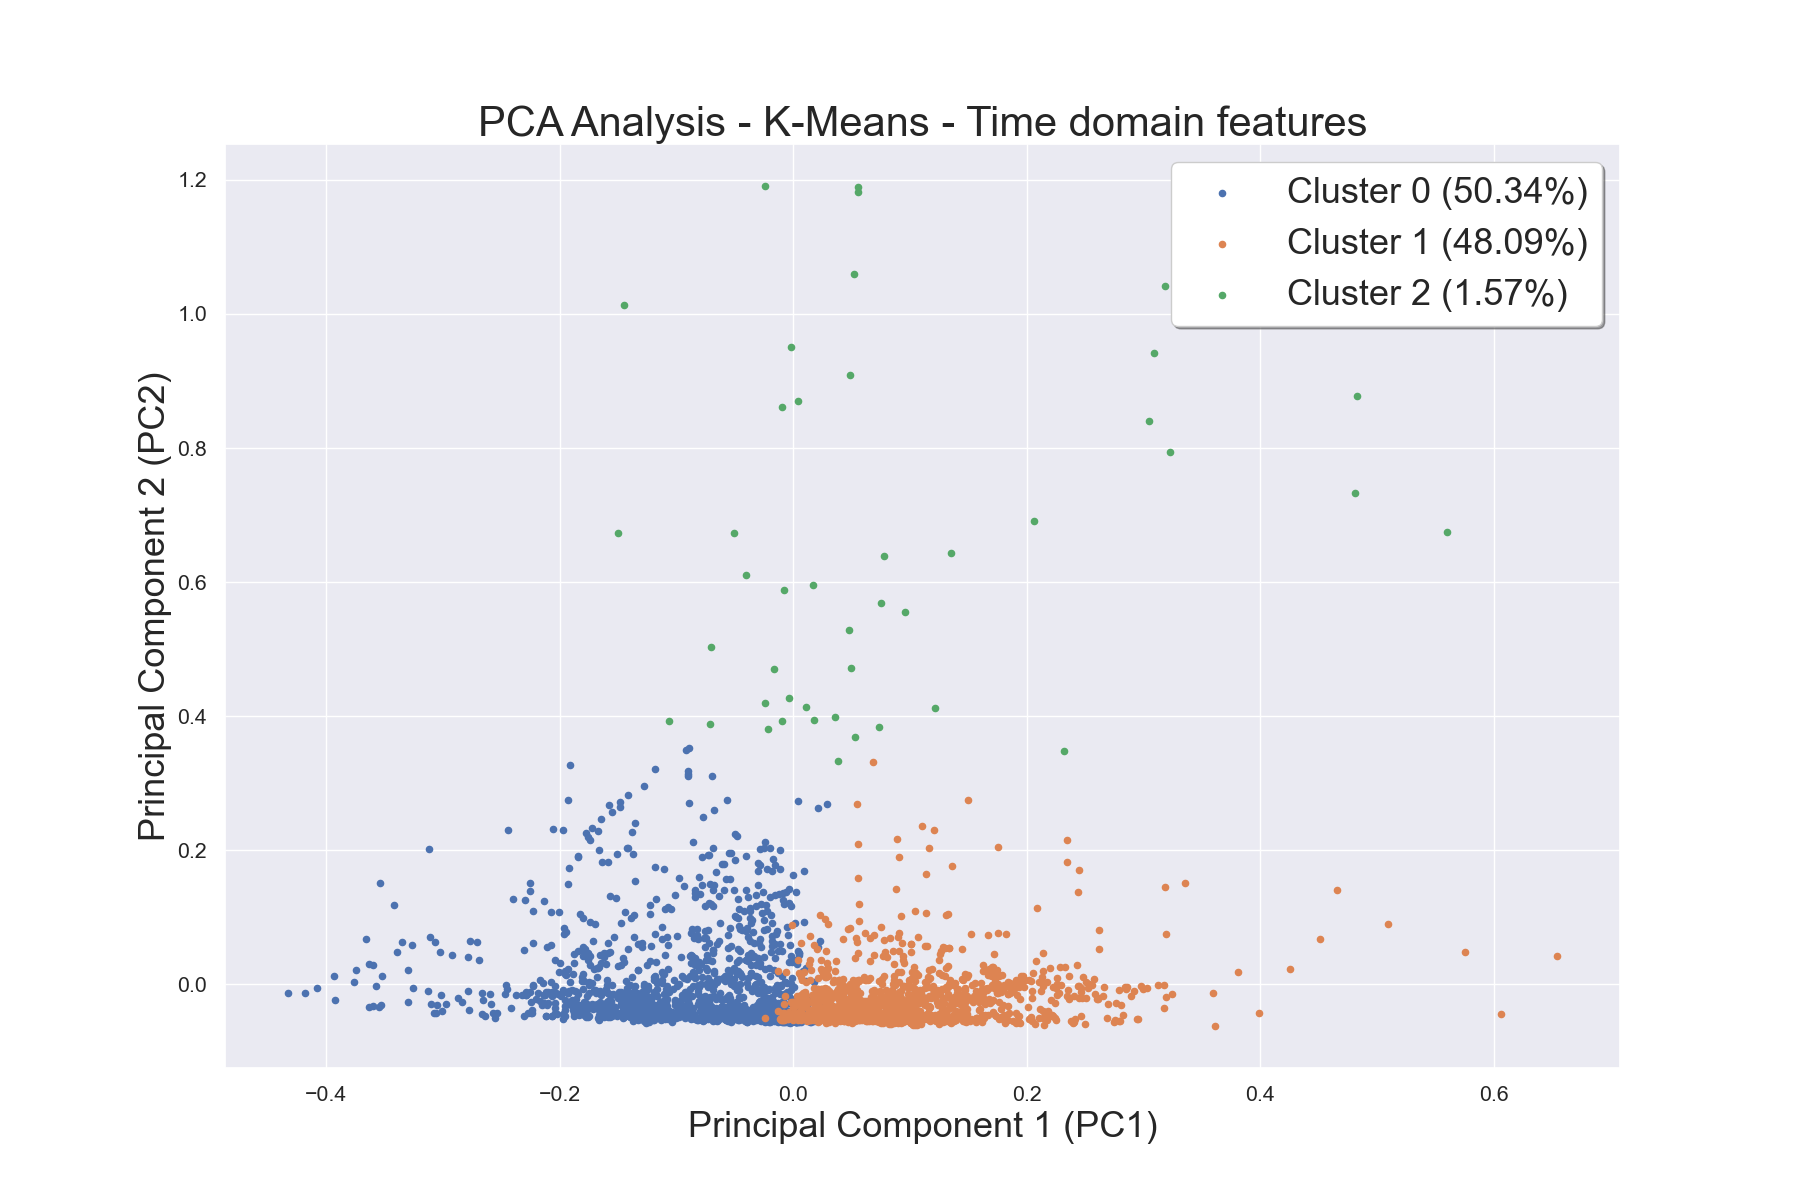 PCA Analysis - K-Means - Time domain features
Cluster 0 (50.34%)
Cluster 1 (48.09%)
Cluster 2 (1.57%)
Principal Component 2 (PC2)
1.2
1.0
0.8
0.6
0.4
0.2
0.0
−0.4 −0.2 0.0 0.2 0.4 0.6
Principal Component 1 (PC1)